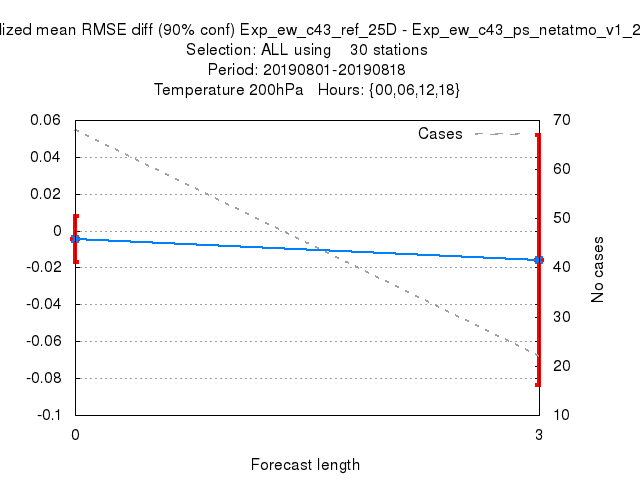 lized mean RMSE diff (90% conf) Exp_ew_c43_ref_25D - Exp_ew_c43_ps_netatmo_v1_2
Selection: ALL using    30 stations
Period: 20190801-20190818
Temperature 200hPa   Hours: {00,06,12,18}
Cases
0.06
0.04
0.02
0
-0.02
-0.04
-0.06
-0.08
-0.1
70
60
50
40
30
20
10
No cases
0
3
Forecast length